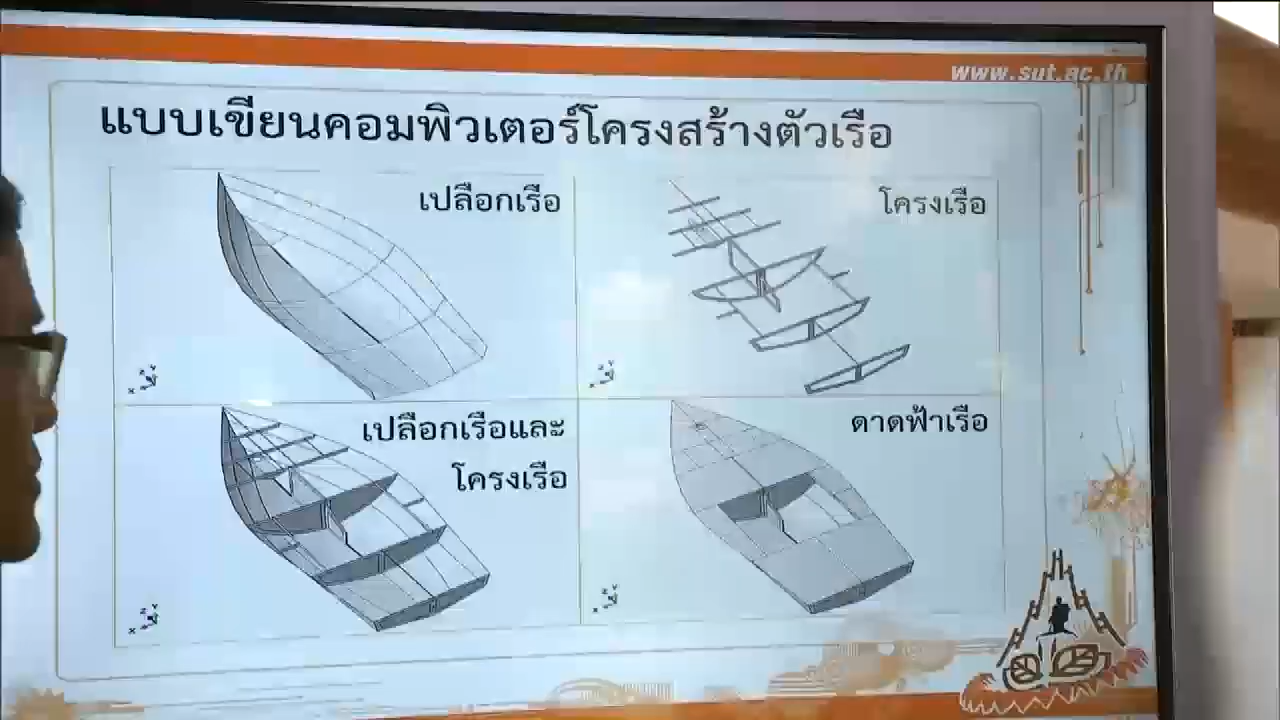 www.sut.ac.th
แบบเขียนคอมพิวเตอร์โครงสร้างตัวเรือ
เปลือกเรือ
โครงเรือ
เปลือกเรือและ
โครงเรือ
ดาดฟ้าเรือ